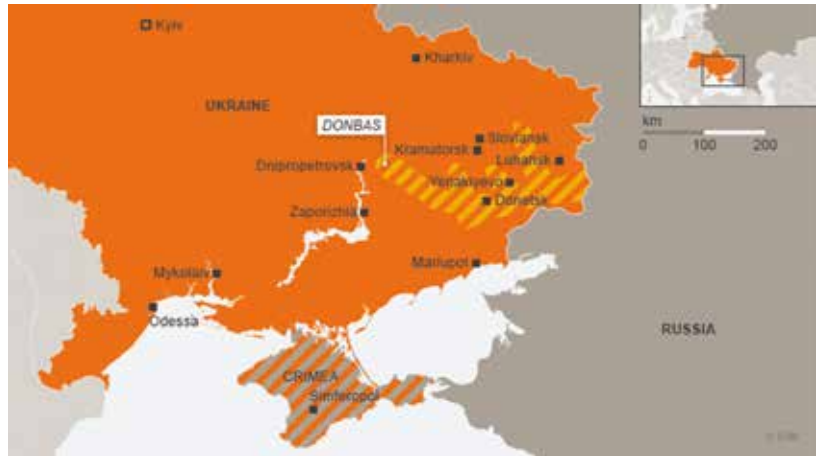 Kyiv
Kharkiv
UKRAINE
km
0 100 200
DONBAS
Sloviansk
Kramatorsk
Luhansk
Dnipropetrovsk
Yenakiyevo
Donetsk
Zaporizhia
Mariupol
Mykolaiv
Odessa
RUSSIA
CRIMEA
Simferopol